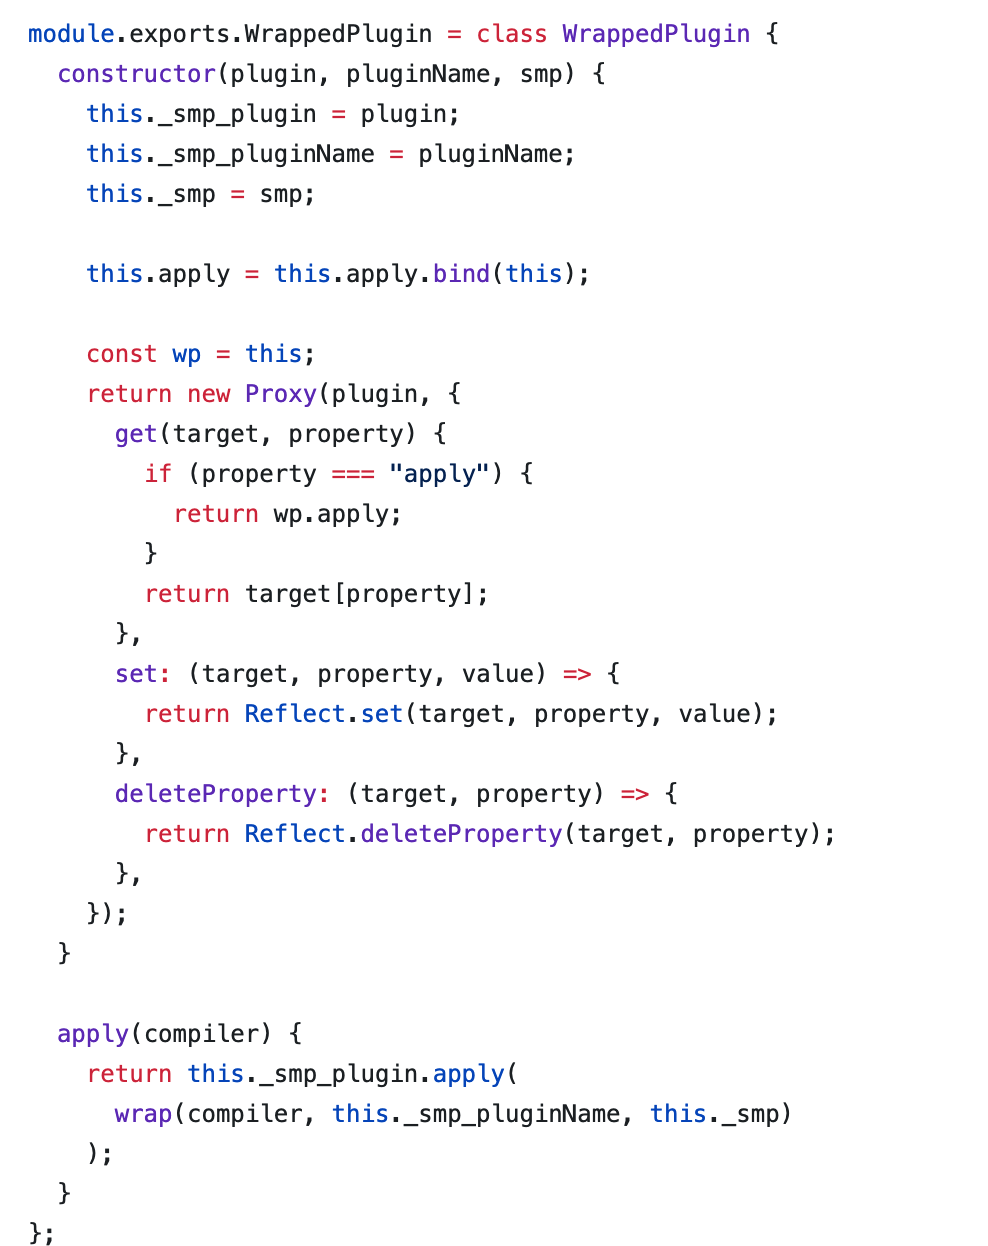 module.exports.WrappedPlugin = class WrappedPlugin {
  constructor(plugin, pluginName, smp) {
    this._smp_plugin = plugin;
    this._smp_pluginName = pluginName;
    this._smp = smp;

    this.apply = this.apply.bind(this);

    const wp = this;
    return new Proxy(plugin, {
      get(target, property) {
        if (property === "apply") {
          return wp.apply;
        }
        return target[property];
      },
      set: (target, property, value) => {
        return Reflect.set(target, property, value);
      },
      deleteProperty: (target, property) => {
        return Reflect.deleteProperty(target, property);
      },
    });
  }

  apply(compiler) {
    return this._smp_plugin.apply(
      wrap(compiler, this._smp_pluginName, this._smp)
    );
  }
};